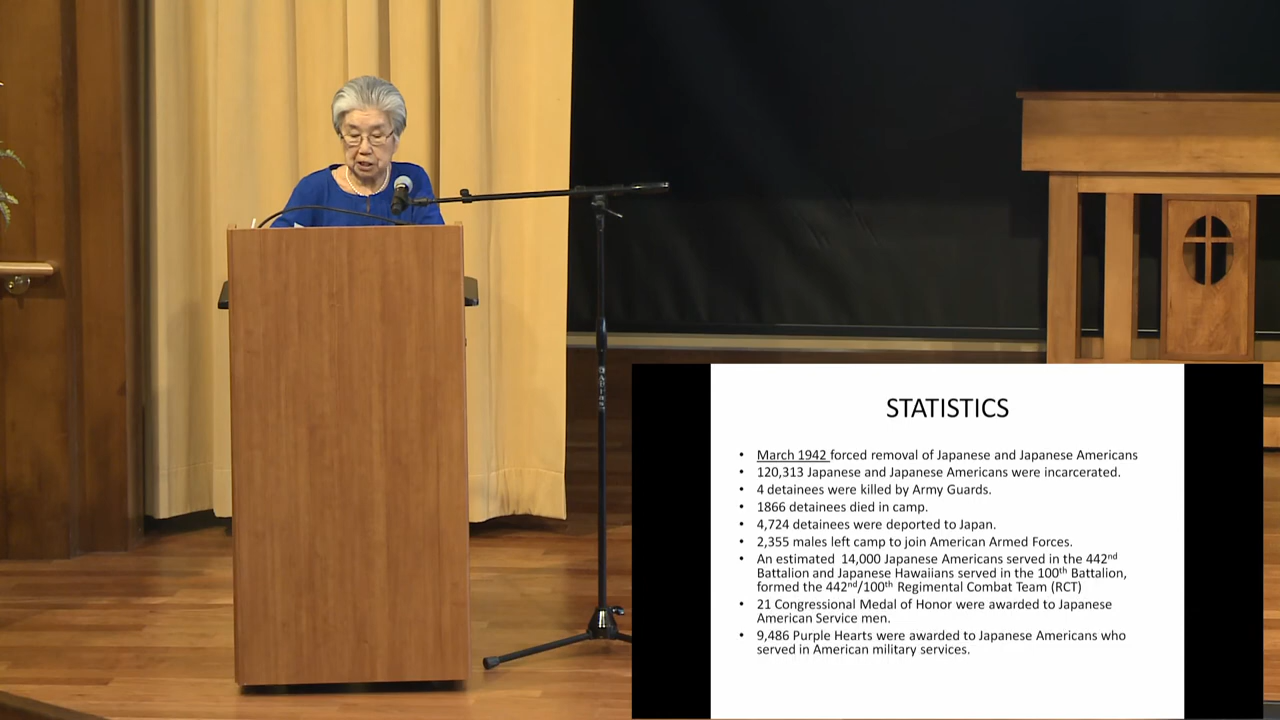 STATISTICS
• March 1942 forced removal of Japanese and Japanese Americans
• 120,313 Japanese and Japanese Americans were incarcerated.
• 4 detainees were killed by Army Guards.
• 1866 detainees died in camp.
• 4,724 detainees were deported to Japan.
• 2,355 males left camp to join American Armed Forces.
• An estimated 14,000 Japanese Americans served in the 442nd
Battalion and Japanese Hawaiians served in the 100th Battalion,
formed the 442nd/100th Regimental Combat Team (RCT)
• 21 Congressional Medal of Honor were awarded to Japanese
American Service men.
• 9,486 Purple Hearts were awarded to Japanese Americans who
served in American military services.